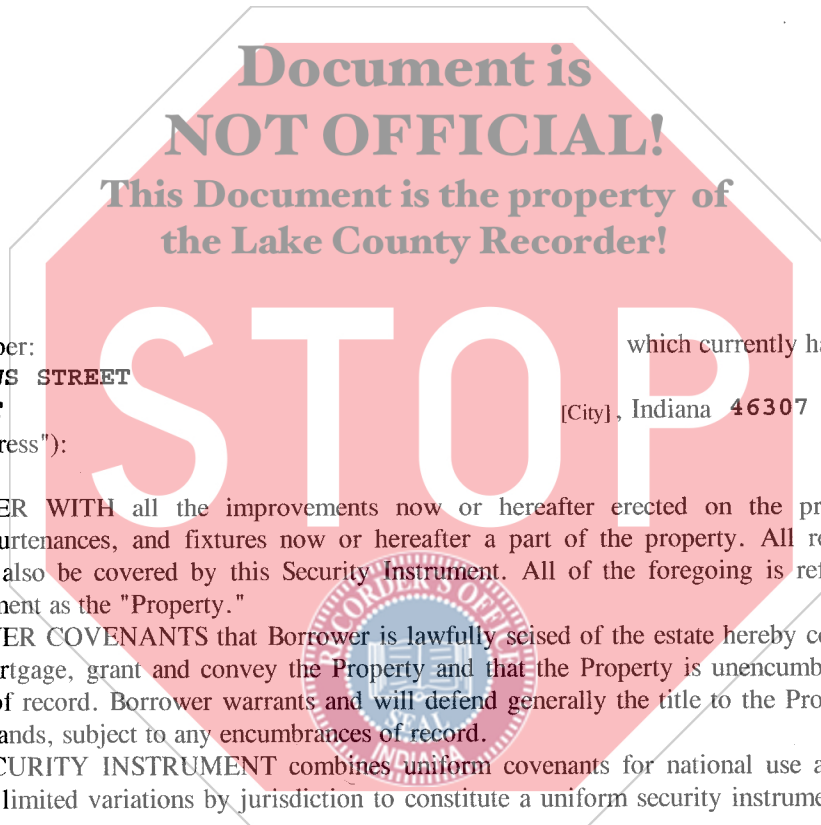 Document is
NOT OFFICIAL!
This Document is the property of
the Lake County Recorder!
STOP
ber: which currently ha
US STREET
[City], Indiana 46307
ress"):
ER WITH all the improvements now or hereafter erected on the pr
urtenances, and fixtures now or hereafter a part of the property. All re
also be covered by this Security Instrument. All of the foregoing is ref
ment as the "Property."
VER COVENANTS that Borrower is lawfully seised of the estate hereby co
rtgage, grant and convey the Property and that the Property is unencumb
of record. Borrower warrants and will defend generally the title to the Pro
ands, subject to any encumbrances of record.
CURITY INSTRUMENT combines uniform covenants for national use a
limited variations by jurisdiction to constitute a uniform security instrume
RECORDER'S OFFICE
SEAL
INDIANA